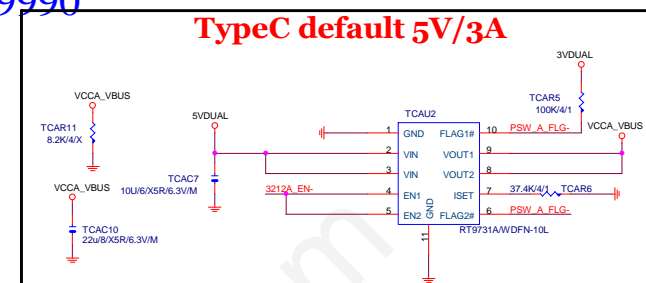 TypeC default 5V/3A
3VDUAL
VCCA_VBUS
TCAR11
8.2K/4/X
5VDUAL
TCAU2
TCAR5
100K/4/1
VCCA_VBUS
1 GND FLAG1# 10 PSW_A_FLG-
2 VIN VOUT1 9
3 VIN VOUT2 8
TCAC7
10U/6/X5R/6.3V/M
VCCA_VBUS
3212A_EN- 4 EN1 ISET 7 37.4K/4/1 TCAR6
5 EN2 GND FLAG2# 6 PSW_A_FLG-
TCAC10
22u/8/X5R/6.3V/M
11
RT9731A/WDFN-10L